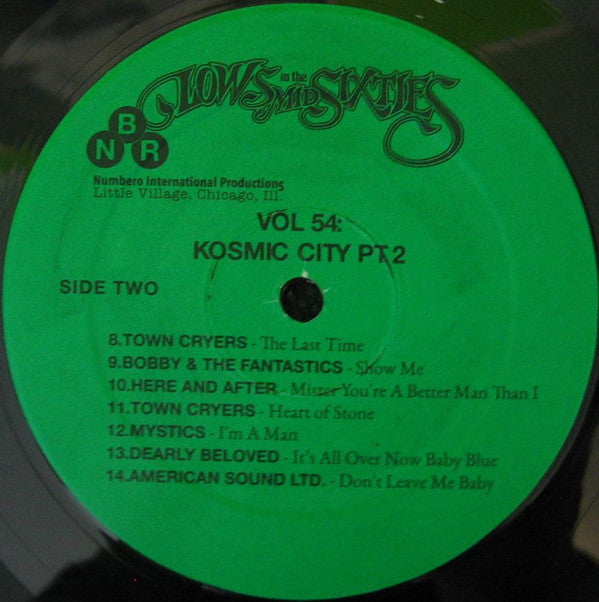 LOWS in the MID SIXTIES
NBR
Numbero International Productions
Little Village, Chicago, Ill.
VOL 54:
KOSMIC CITY PT.2
SIDE TWO
8.TOWN CRYERS - The Last Time
9.BOBBY & THE FANTASTICS - Show Me
10.HERE AND AFTER - Mister You're A Better Man Than I
11.TOWN CRYERS - Heart of Stone
12.MYSTICS - I'm A Man
13.DEARLY BELOVED - It's All Over Now Baby Blue
14.AMERICAN SOUND LTD. - Don't Leave Me Baby